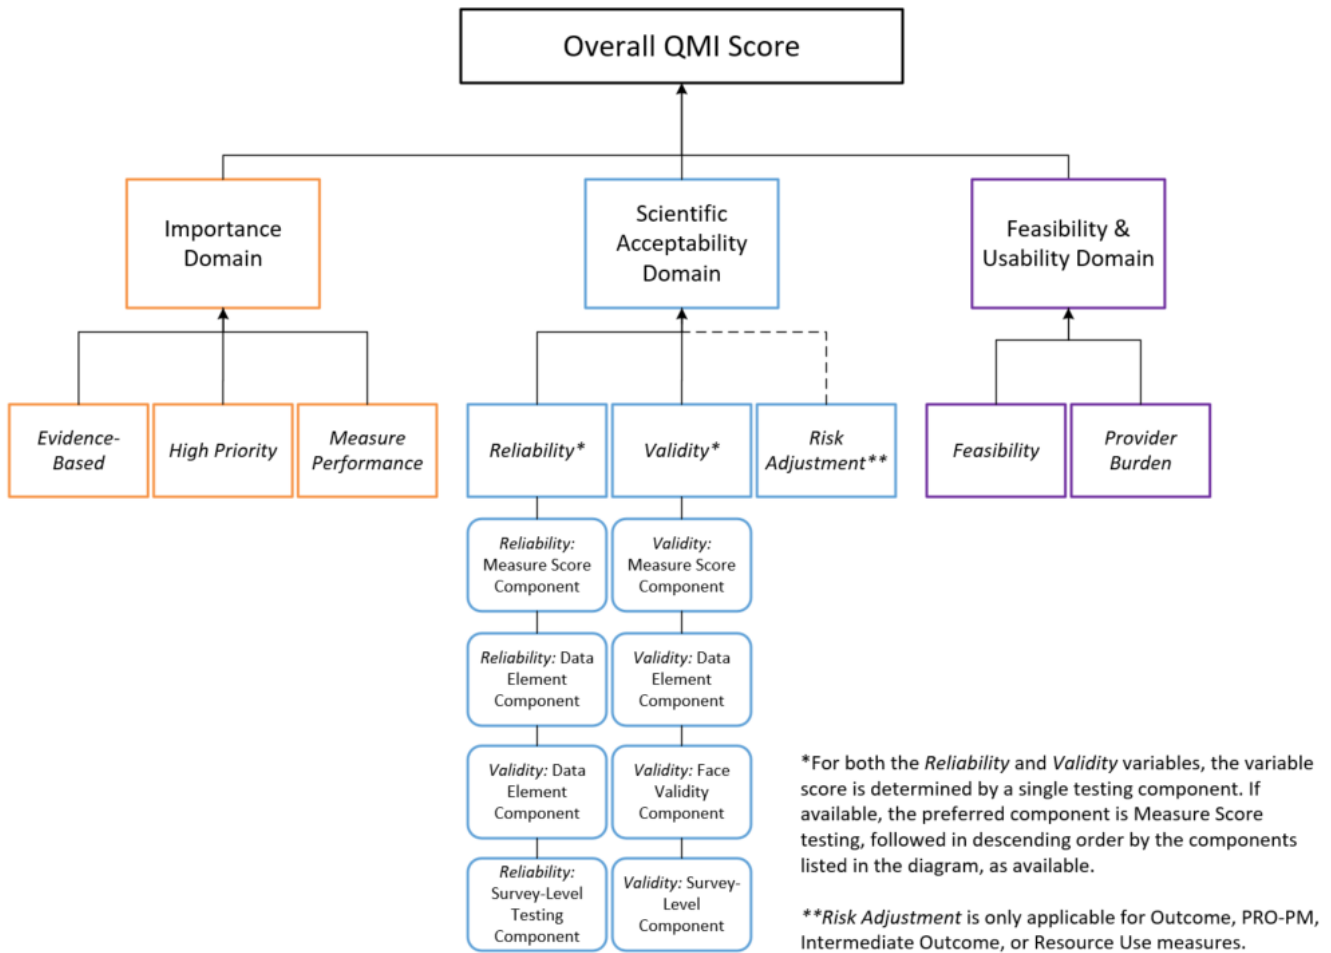 Overall QMI Score
Importance
Domain
Scientific
Acceptability
Domain
Feasibility &
Usability Domain
Evidence-
Based
High Priority
Measure
Performance
Reliability*
Validity*
Risk
Adjustment**
Feasibility
Provider
Burden
Reliability:
Measure Score
Component
Validity:
Measure Score
Component
Reliability: Data
Element
Component
Validity: Data
Element
Component
Validity: Data
Element
Component
Validity: Face
Validity
Component
Reliability:
Survey-Level
Testing
Component
Validity: Survey-
Level
Component
*For both the Reliability and Validity variables, the variable
score is determined by a single testing component. If
available, the preferred component is Measure Score
testing, followed in descending order by the components
listed in the diagram, as available.
**Risk Adjustment is only applicable for Outcome, PRO-PM,
Intermediate Outcome, or Resource Use measures.